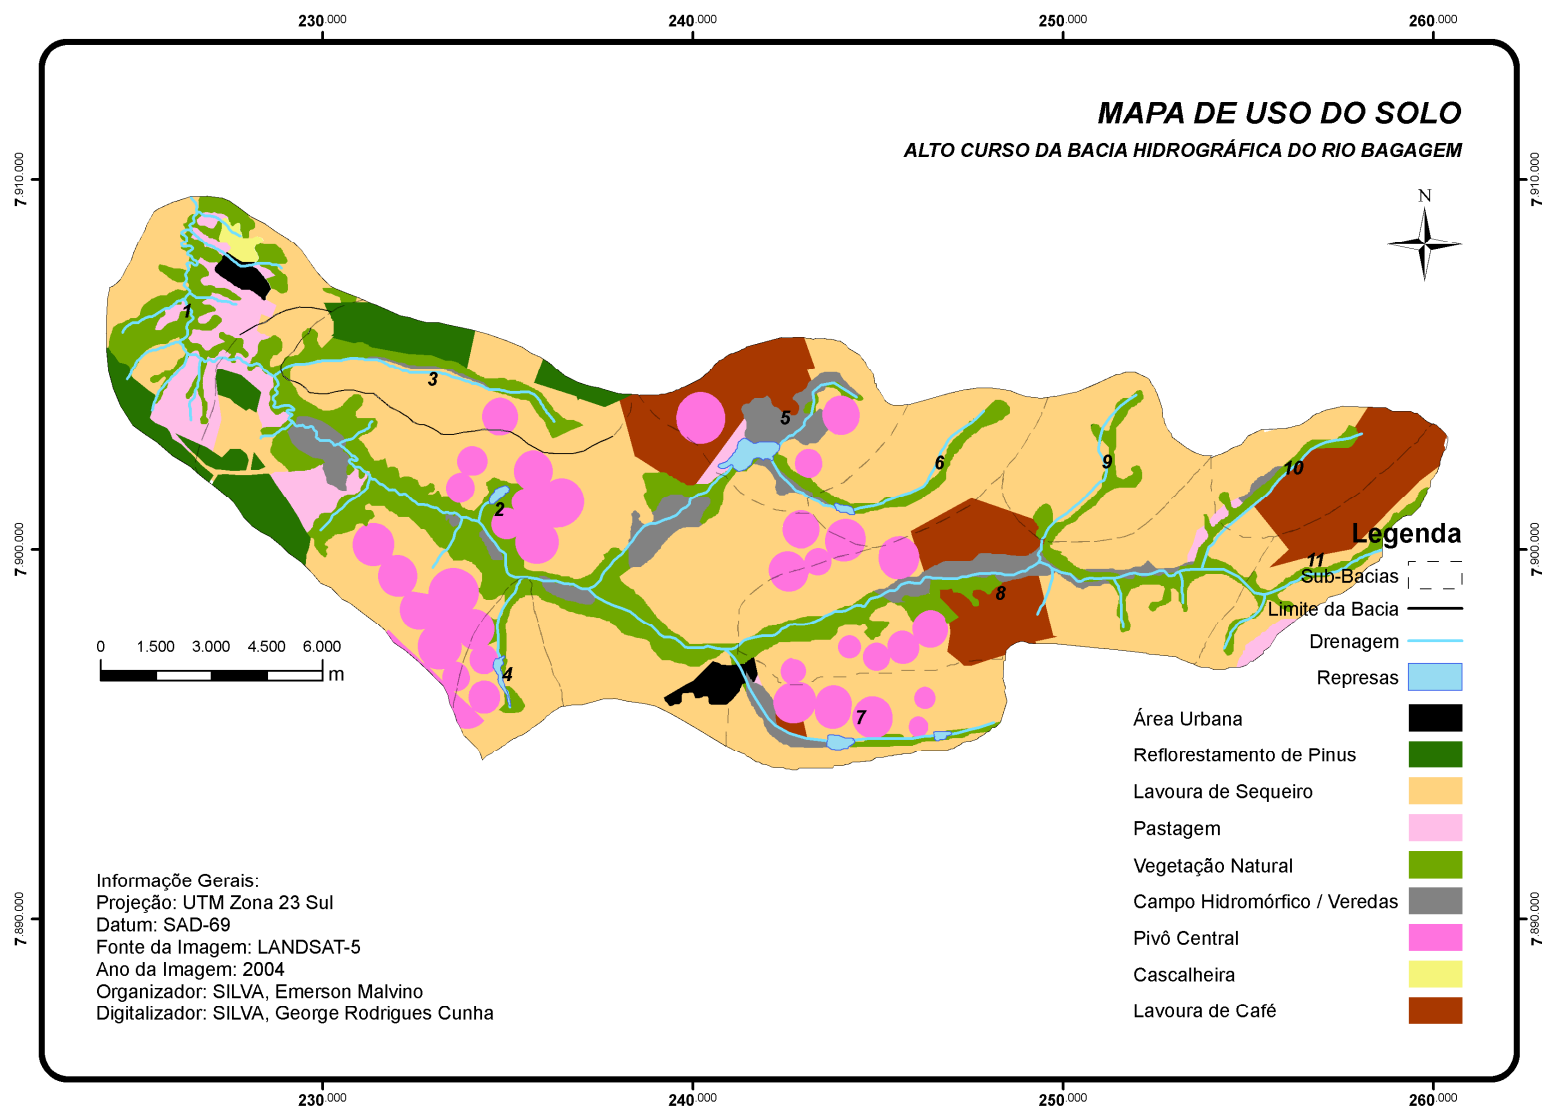 230.000 240.000 250.000 260.000
MAPA DE USO DO SOLO
ALTO CURSO DA BACIA HIDROGRÁFICA DO RIO BAGAGEM
7.910.000 7.910.000
N
1
3
5
6
9
10
2
7.900.000 7.900.000
Legenda
11
Sub-Bacias
8
Limite da Bacia
Drenagem
0 1.500 3.000 4.500 6.000
m
4
Represas
7
Área Urbana
Reflorestamento de Pinus
Lavoura de Sequeiro
Pastagem
Vegetação Natural
Campo Hidromórfico / Veredas
Pivô Central
Cascalheira
Lavoura de Café
7.890.000 7.890.000
Informaçõe Gerais:
Projeção: UTM Zona 23 Sul
Datum: SAD-69
Fonte da Imagem: LANDSAT-5
Ano da Imagem: 2004
Organizador: SILVA, Emerson Malvino
Digitalizador: SILVA, George Rodrigues Cunha
230.000 240.000 250.000 260.000